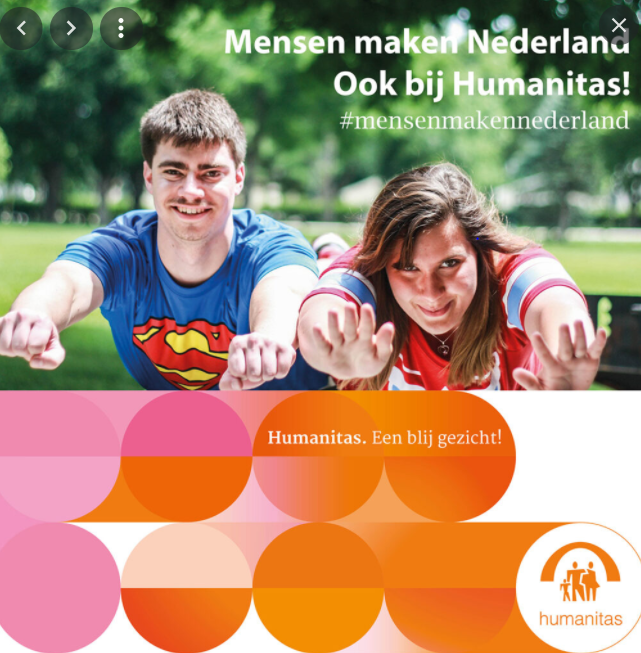 Mensen maken Nederland
Ook bij Humanitas!
#mensenmakennederland
Humanitas. Een blij gezicht!
humanitas